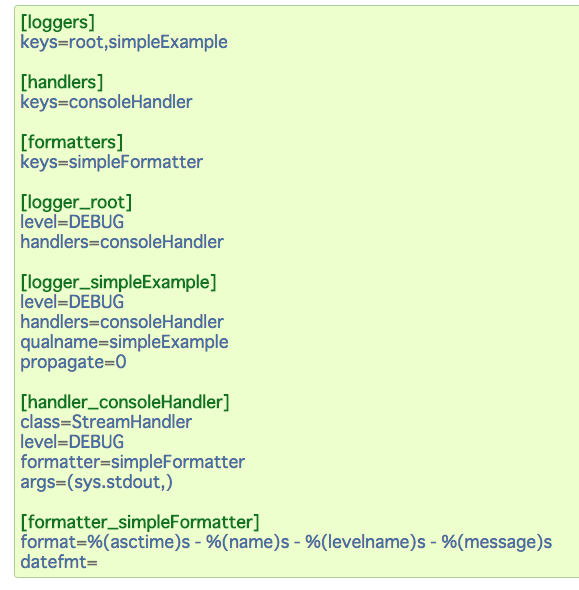 [loggers]
keys=root,simpleExample
[handlers]
keys=consoleHandler
[formatters]
keys=simpleFormatter
[logger_root]
level=DEBUG
handlers=consoleHandler
[logger_simpleExample]
level=DEBUG
handlers=consoleHandler
qualname=simpleExample
propagate=0
[handler_consoleHandler]
class=StreamHandler
level=DEBUG
formatter=simpleFormatter
args=(sys.stdout,)
[formatter_simpleFormatter]
format=%(asctime)s - %(name)s - %(levelname)s - %(message)s
datefmt=